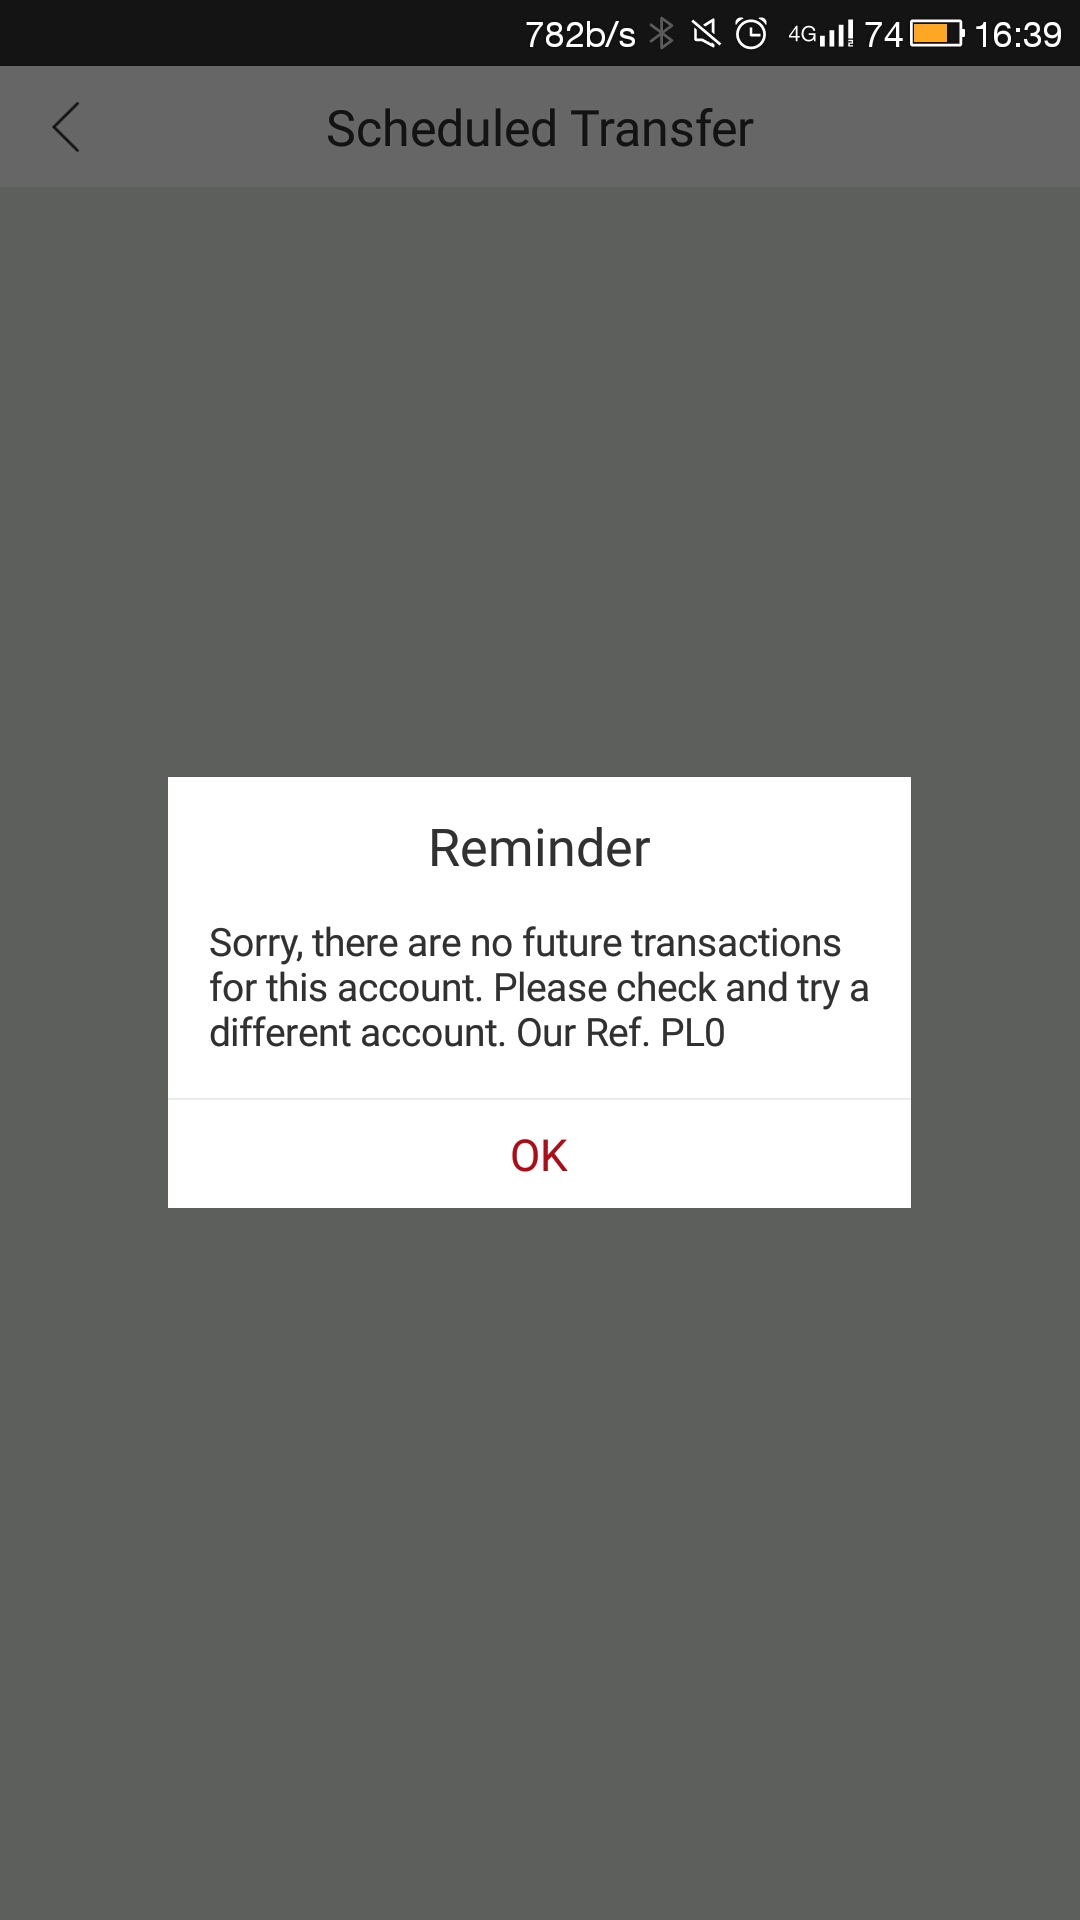 782b/s 4G 74 16:39
Scheduled Transfer
Reminder
Sorry, there are no future transactions
for this account. Please check and try a
different account. Our Ref. PL0
OK